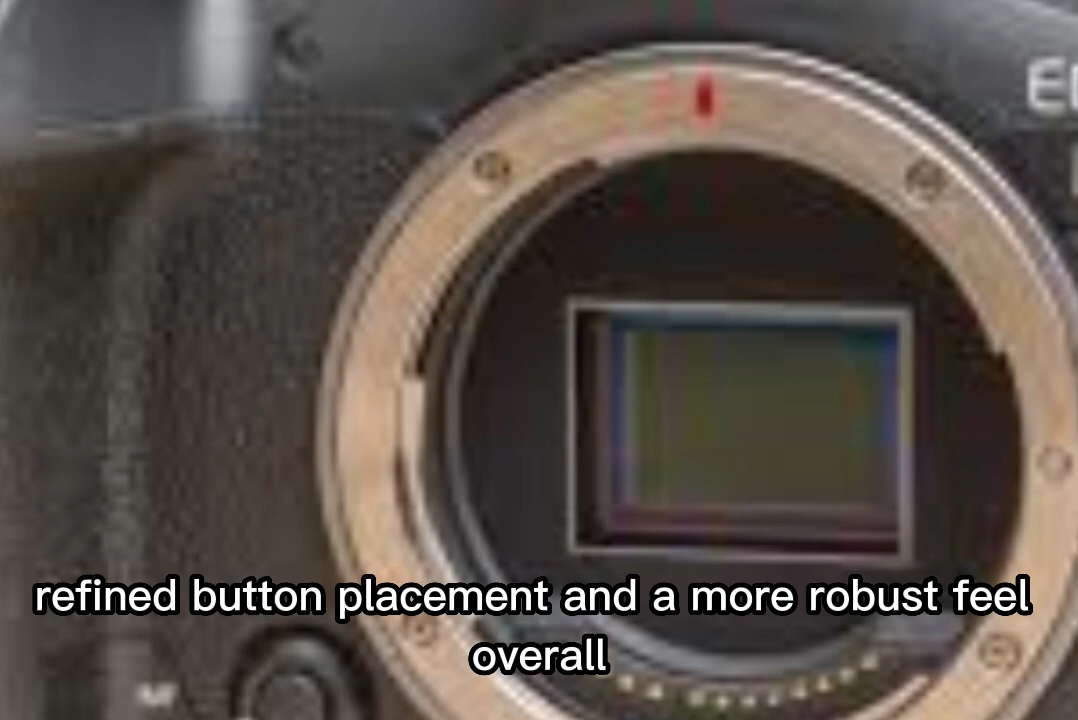 refined button placement and a more robust feel
overall